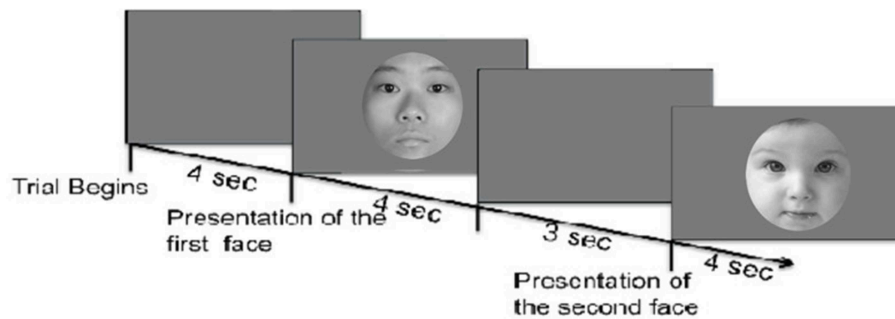 Trial Begins
4 sec
Presentation of the
first face
4 sec
3 sec
Presentation of
the second face
4 sec